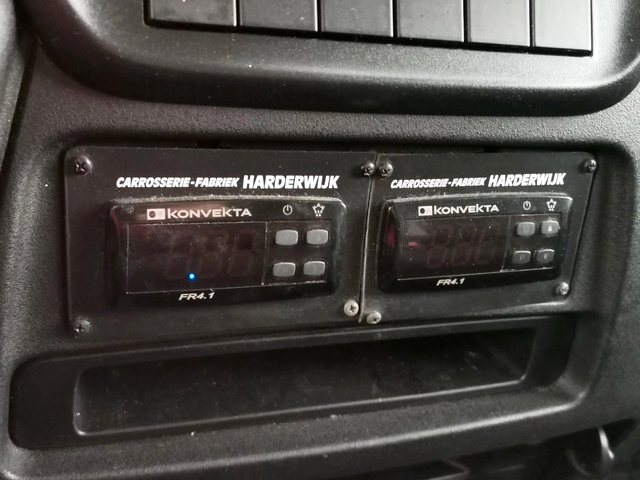 CARROSSERIE-FABRIEK HARDERWIJK
KONVEKTA
FR4.1
CARROSSERIE-FABRIEK HARDERWIJK
KONVEKTA
FR4.1